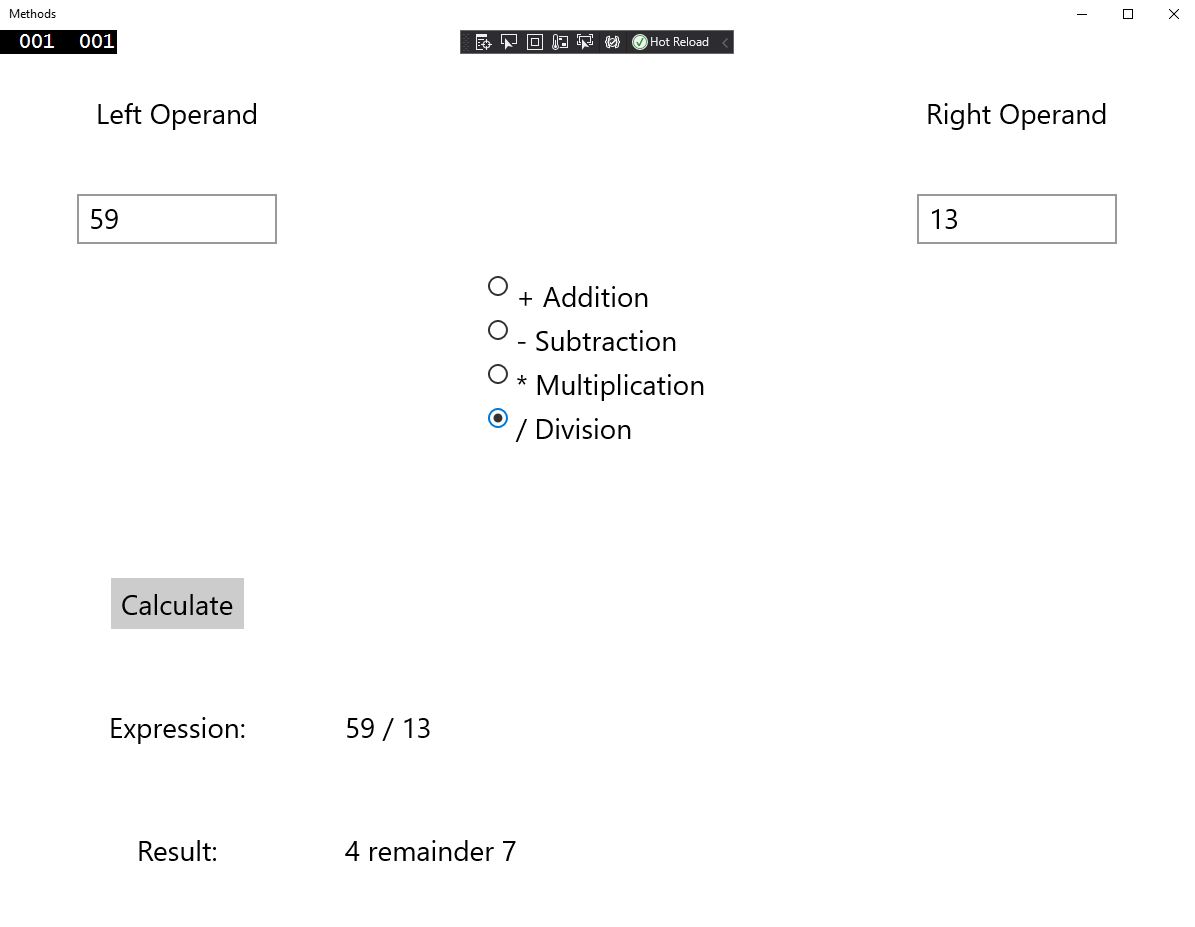 Methods
001 001
Hot Reload
Left Operand
Right Operand
59
13
+ Addition
- Subtraction
* Multiplication
/ Division
Calculate
Expression: 59 / 13
Result: 4 remainder 7